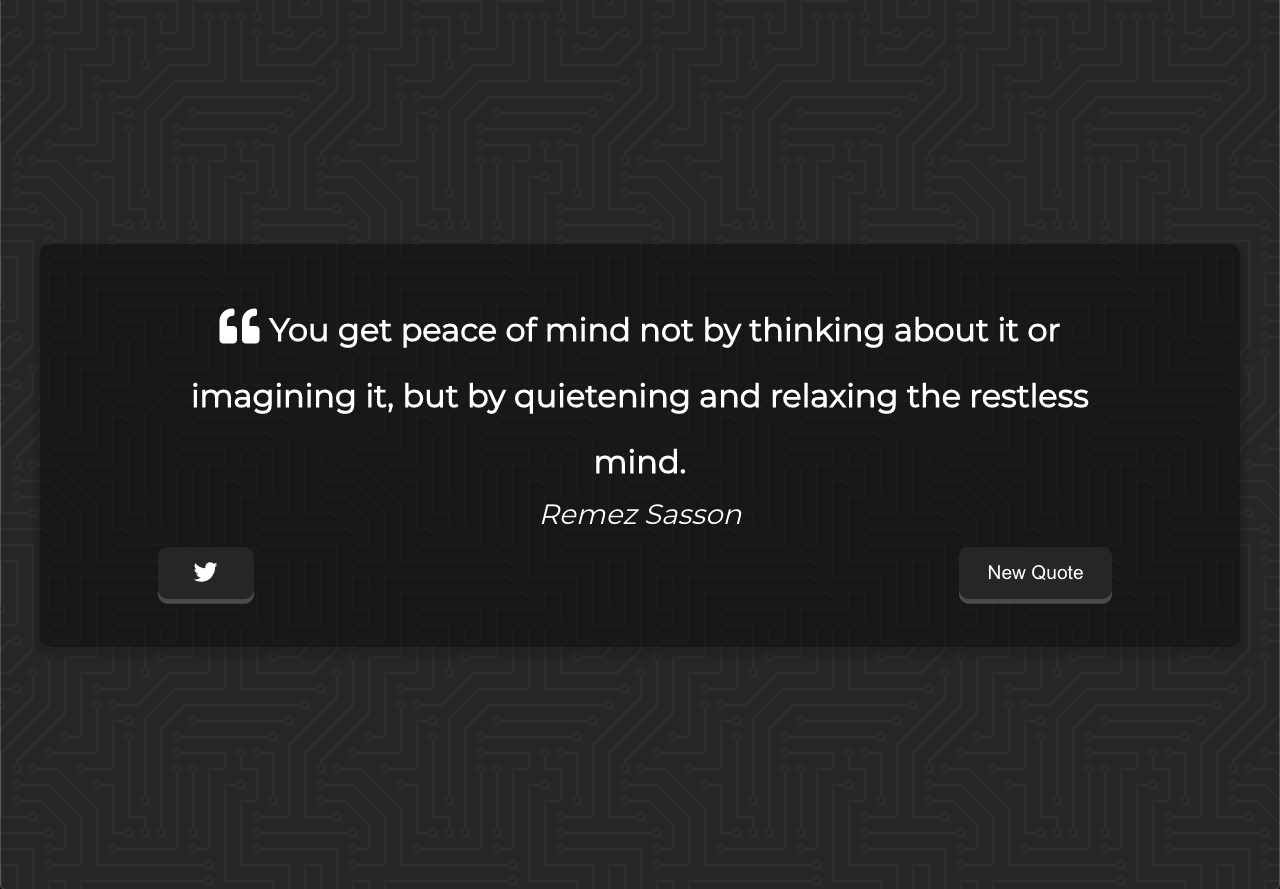 You get peace of mind not by thinking about it or
imagining it, but by quietening and relaxing the restless
mind.
Remez Sasson
New Quote